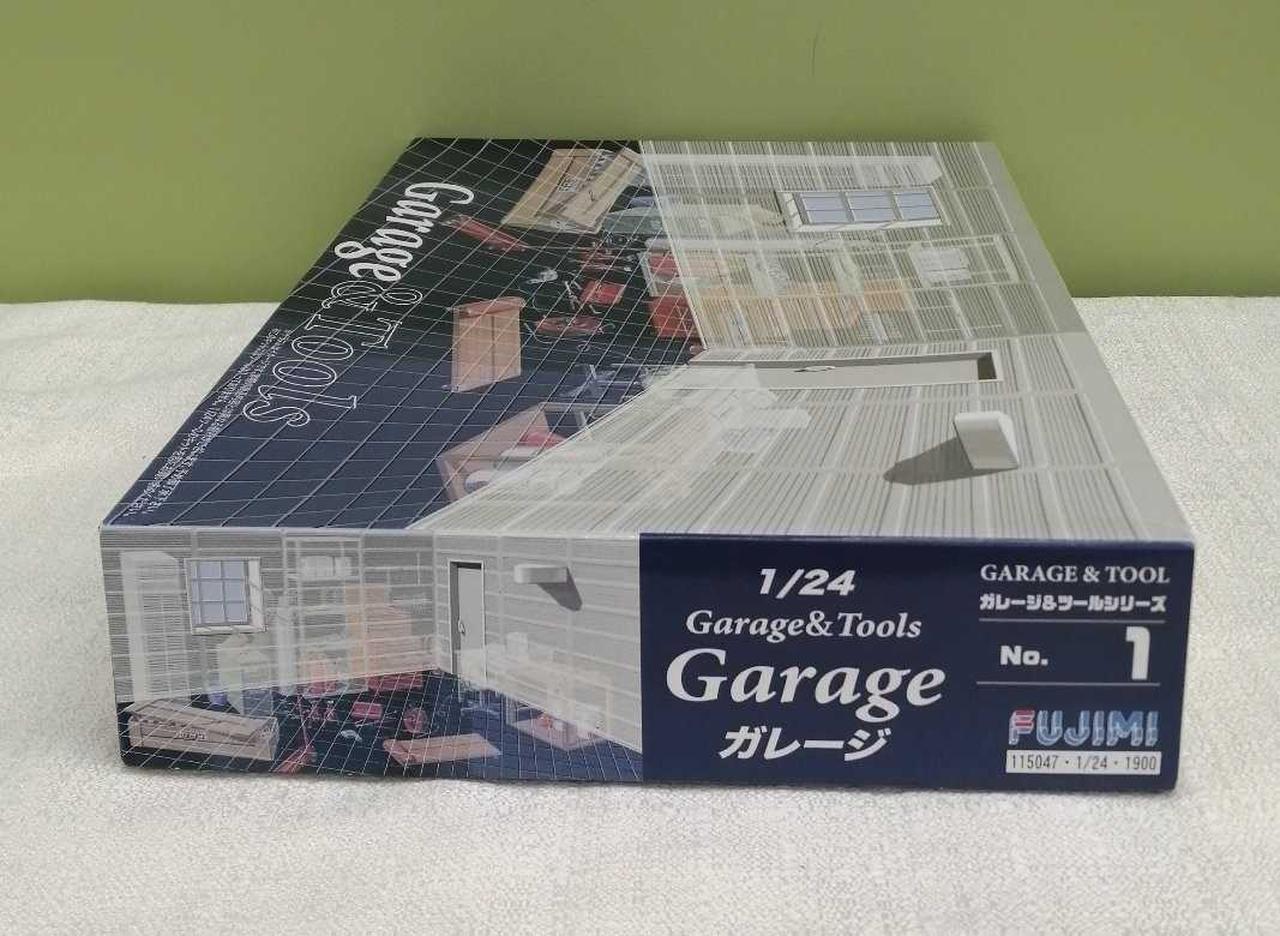 Garage&Tools
1/24
Garage&Tools
Garage
ガレージ
GARAGE & TOOL
ガレージ&ツールシリーズ
No. 1
FUJIMI
115047・1/24・1900